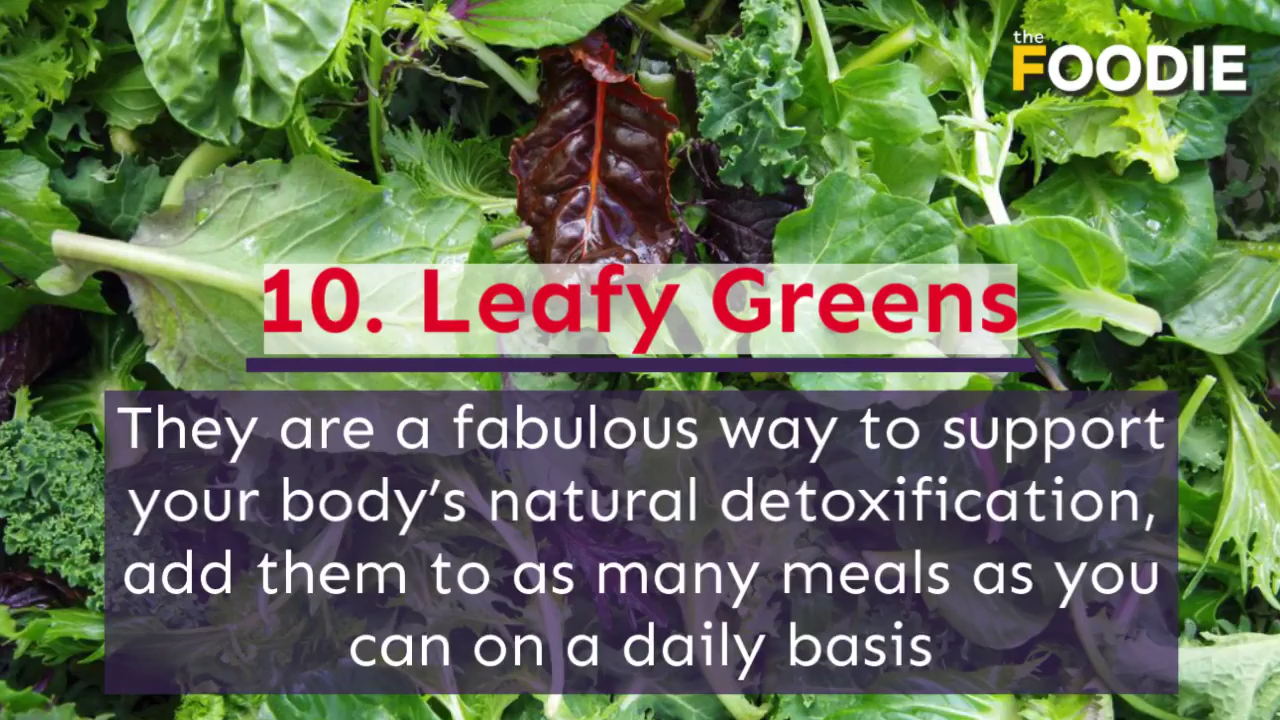 the
FOODIE
10. Leafy Greens
They are a fabulous way to support
your body's natural detoxification,
add them to as many meals as you
can on a daily basis